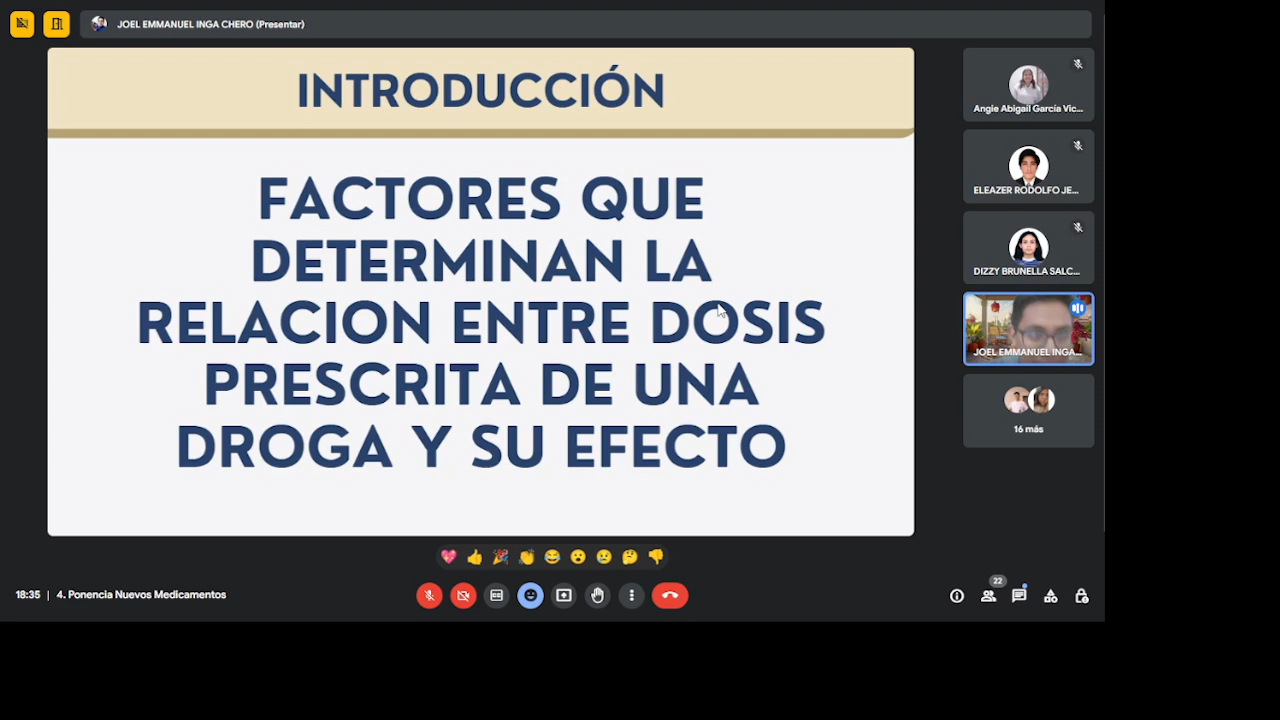 JOEL EMMANUEL INGA CHERO (Presentar)
INTRODUCCIÓN
FACTORES QUE
DETERMINAN LA
RELACION ENTRE DOSIS
PRESCRITA DE UNA
DROGA Y SU EFECTO
Angie Abigail García Vic...
ELEAZER RODOLFO JE...
DIZZY BRUNELLA SALC...
JOEL EMMANUEL INGA...
16 más
18:35 | 4. Ponencia Nuevos Medicamentos
22